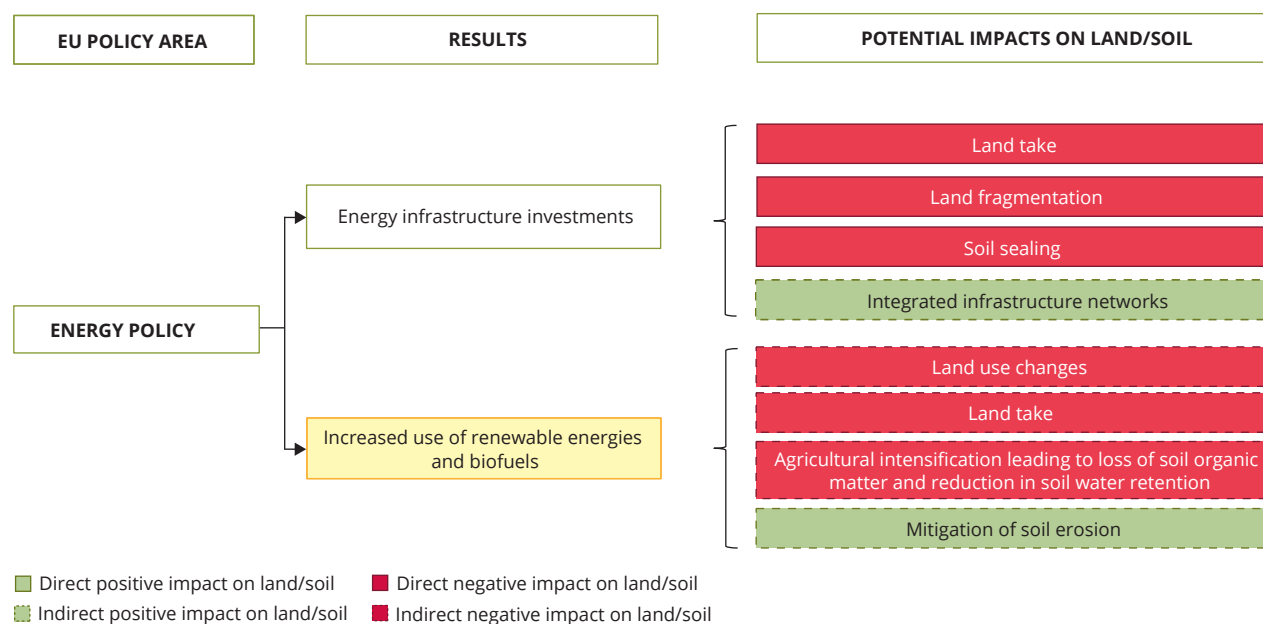 EU POLICY AREA
RESULTS
POTENTIAL IMPACTS ON LAND/SOIL
ENERGY POLICY
Energy infrastructure investments
Land take
Land fragmentation
Soil sealing
Integrated infrastructure networks
Increased use of renewable energies
and biofuels
Land use changes
Land take
Agricultural intensification leading to loss of soil organic
matter and reduction in soil water retention
Mitigation of soil erosion
Direct positive impact on land/soil
Direct negative impact on land/soil
Indirect positive impact on land/soil
Indirect negative impact on land/soil